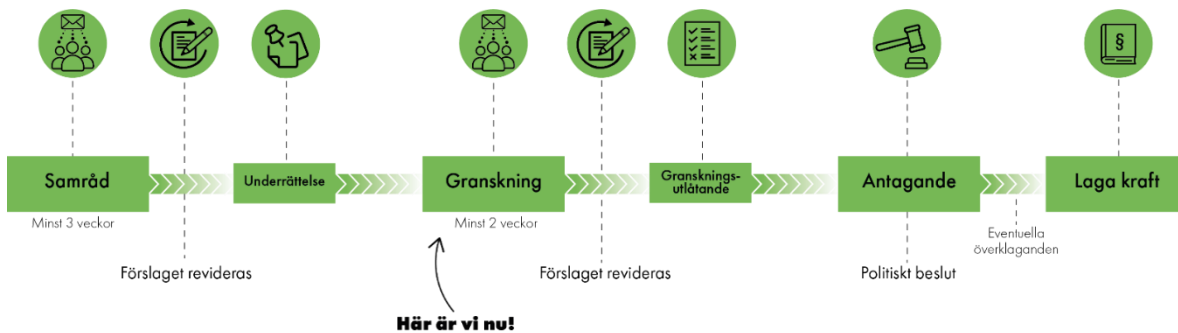 §
Samråd
Underrättelse
Granskning
Gransknings-
utlåtande
Antagande
Laga kraft
Minst 3 veckor
Minst 2 veckor
Eventuella
överklaganden
Förslaget revideras
Förslaget revideras
Politiskt beslut
Här är vi nu!